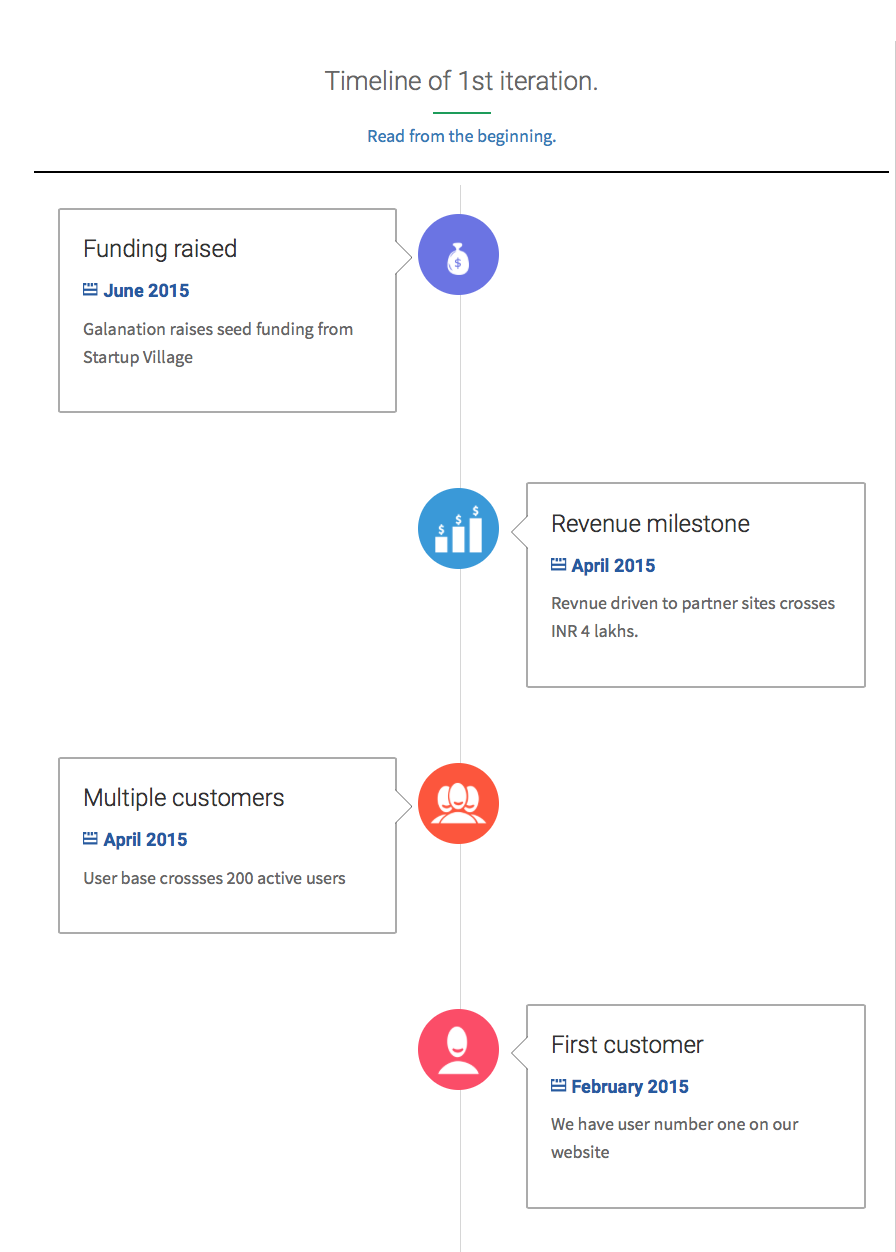 Timeline of 1st iteration.
Read from the beginning.
Funding raised
June 2015
Galanation raises seed funding from
Startup Village
$
$
$
$
Revenue milestone
April 2015
Revnue driven to partner sites crosses
INR 4 lakhs.
Multiple customers
April 2015
User base crossses 200 active users
First customer
February 2015
We have user number one on our
website